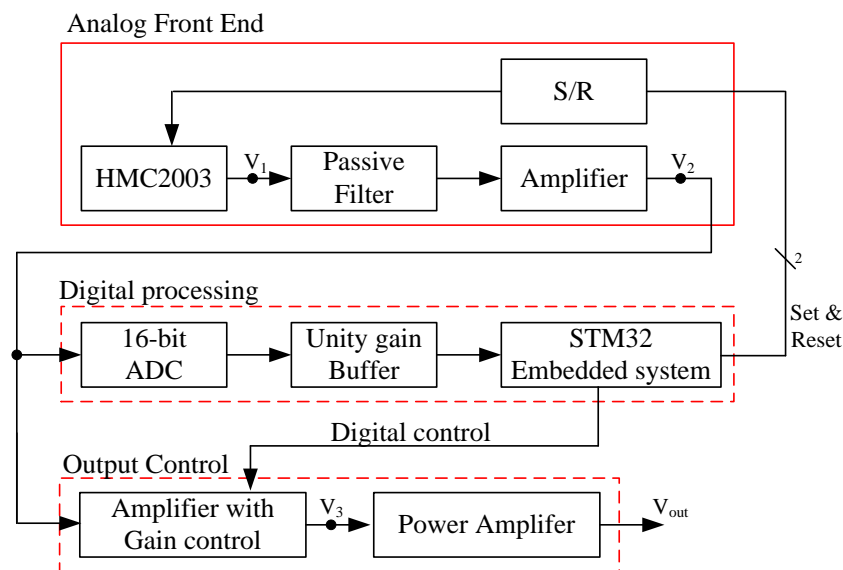 Analog Front End
S/R
HMC2003
V1
Passive
Filter
Amplifier
V2
2
Set &
Reset
Digital processing
16-bit
ADC
Unity gain
Buffer
STM32
Embedded system
Digital control
Output Control
Amplifier with
Gain control
V3
Power Amplifer
Vout